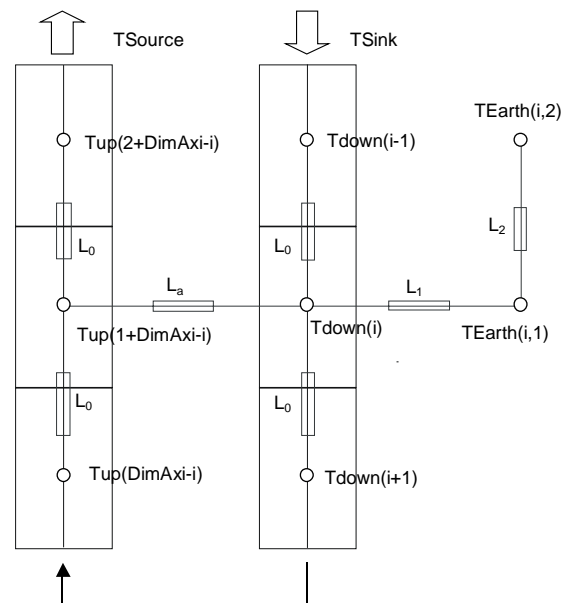 TSource
TSink
TEarth(i,2)
Tup(2+DimAxi-i)
Tdown(i-1)
L0
L0
L2
La
L1
Tup(1+DimAxi-i)
Tdown(i)
TEarth(i,1)
L0
L0
Tup(DimAxi-i)
Tdown(i+1)